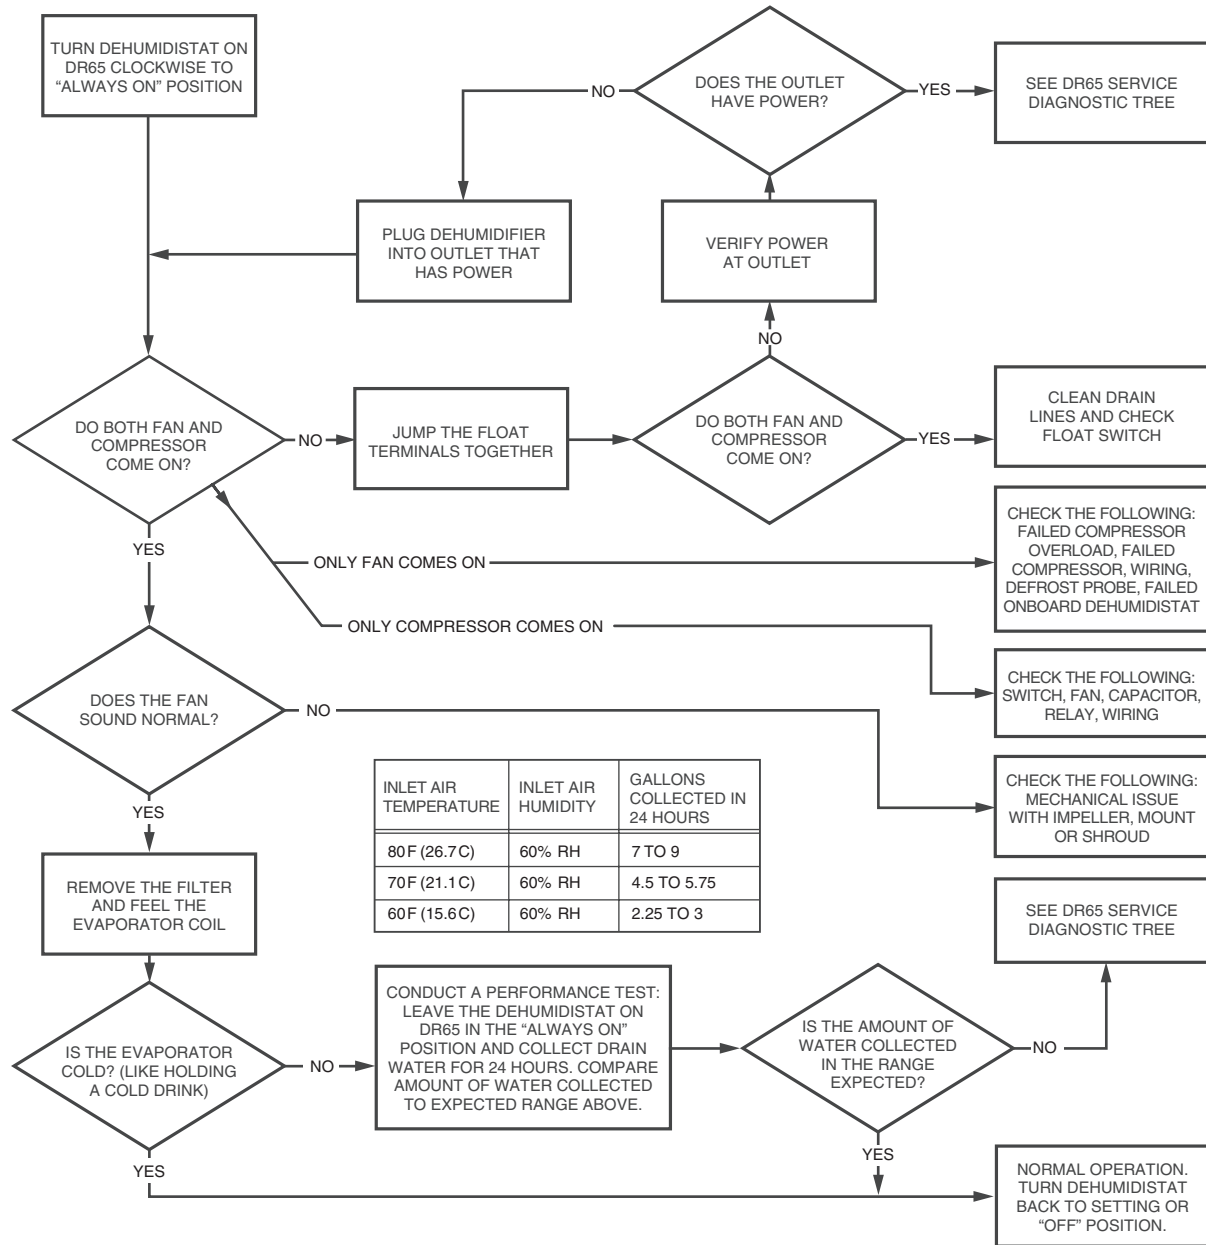 TURN DEHUMIDISTAT ON
DR65 CLOCKWISE TO
“ALWAYS ON” POSITION
DOES THE OUTLET
HAVE POWER?
NO
YES
SEE DR65 SERVICE
DIAGNOSTIC TREE
PLUG DEHUMIDIFIER
INTO OUTLET THAT
HAS POWER
VERIFY POWER
AT OUTLET
NO
DO BOTH FAN AND
COMPRESSOR
COME ON?
NO
JUMP THE FLOAT
TERMINALS TOGETHER
DO BOTH FAN AND
COMPRESSOR
COME ON?
YES
CLEAN DRAIN
LINES AND CHECK
FLOAT SWITCH
YES
ONLY FAN COMES ON
CHECK THE FOLLOWING:
FAILED COMPRESSOR
OVERLOAD, FAILED
COMPRESSOR, WIRING,
DEFROST PROBE, FAILED
ONBOARD DEHUMIDISTAT
ONLY COMPRESSOR COMES ON
CHECK THE FOLLOWING:
SWITCH, FAN, CAPACITOR,
RELAY, WIRING
DOES THE FAN
SOUND NORMAL?
NO
CHECK THE FOLLOWING:
MECHANICAL ISSUE
WITH IMPELLER, MOUNT
OR SHROUD
YES
INLET AIR
TEMPERATURE
INLET AIR
HUMIDITY
GALLONS
COLLECTED IN
24 HOURS
80F (26.7C)
60% RH
7 TO 9
70F (21.1C)
60% RH
4.5 TO 5.75
60F (15.6C)
60% RH
2.25 TO 3
REMOVE THE FILTER
AND FEEL THE
EVAPORATOR COIL
SEE DR65 SERVICE
DIAGNOSTIC TREE
IS THE EVAPORATOR
COLD? (LIKE HOLDING
A COLD DRINK)
NO
CONDUCT A PERFORMANCE TEST:
LEAVE THE DEHUMIDISTAT ON
DR65 IN THE “ALWAYS ON”
POSITION AND COLLECT DRAIN
WATER FOR 24 HOURS. COMPARE
AMOUNT OF WATER COLLECTED
TO EXPECTED RANGE ABOVE.
IS THE AMOUNT OF
WATER COLLECTED
IN THE RANGE
EXPECTED?
NO
YES
YES
NORMAL OPERATION.
TURN DEHUMIDISTAT
BACK TO SETTING OR
“OFF” POSITION.